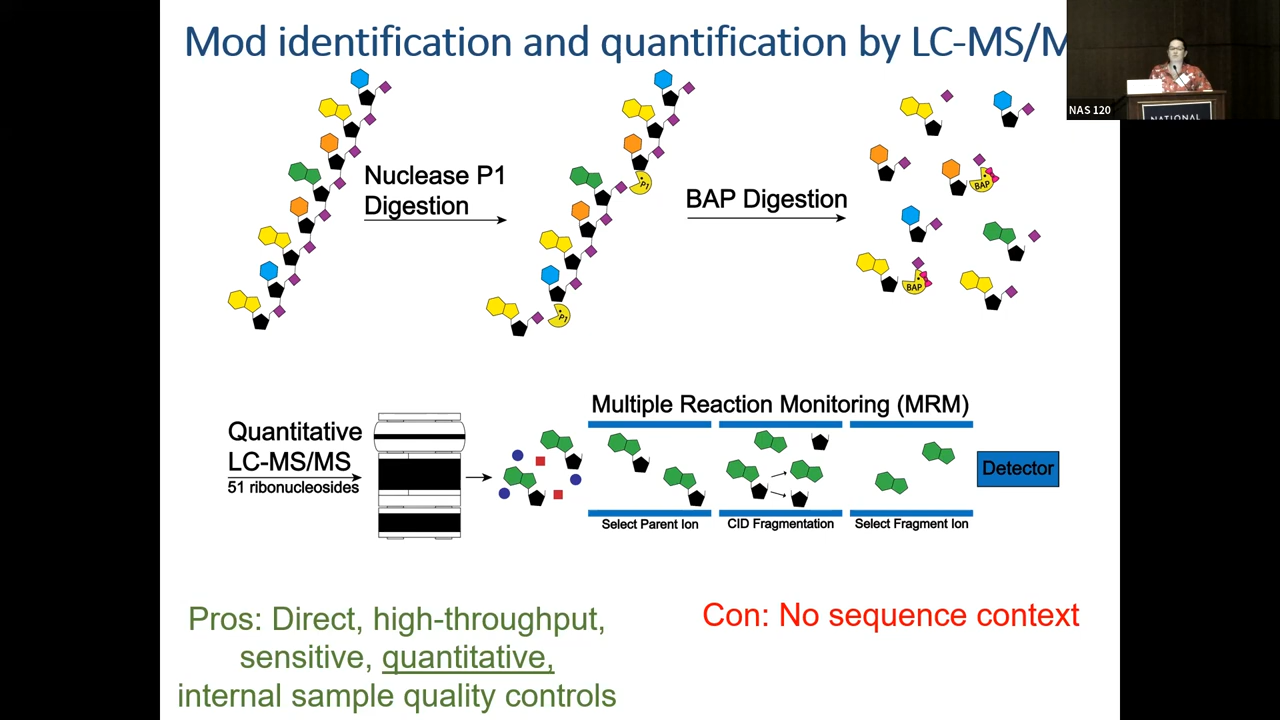 Mod identification and quantification by LC-MS/M
NAS 120
NATIONAL
Nuclease P1
Digestion
P1
P1
BAP Digestion
BAP
BAP
Quantitative
LC-MS/MS
51 ribonucleosides
Multiple Reaction Monitoring (MRM)
Select Parent Ion
CID Fragmentation
Select Fragment Ion
Detector
Pros: Direct, high-throughput,
sensitive, quantitative,
internal sample quality controls
Con: No sequence context